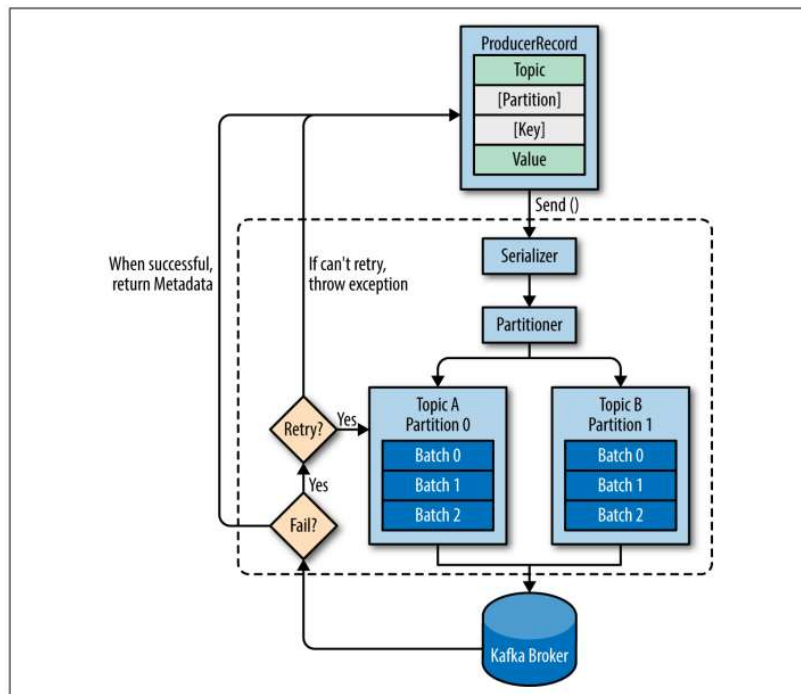 ProducerRecord
Topic
[Partition]
[Key]
Value
Send ()
Serializer
Partitioner
When successful,
return Metadata
If can't retry,
throw exception
Topic A
Partition 0
Batch 0
Batch 1
Batch 2
Topic B
Partition 1
Batch 0
Batch 1
Batch 2
Retry?
Yes
Yes
Fail?
Kafka Broker